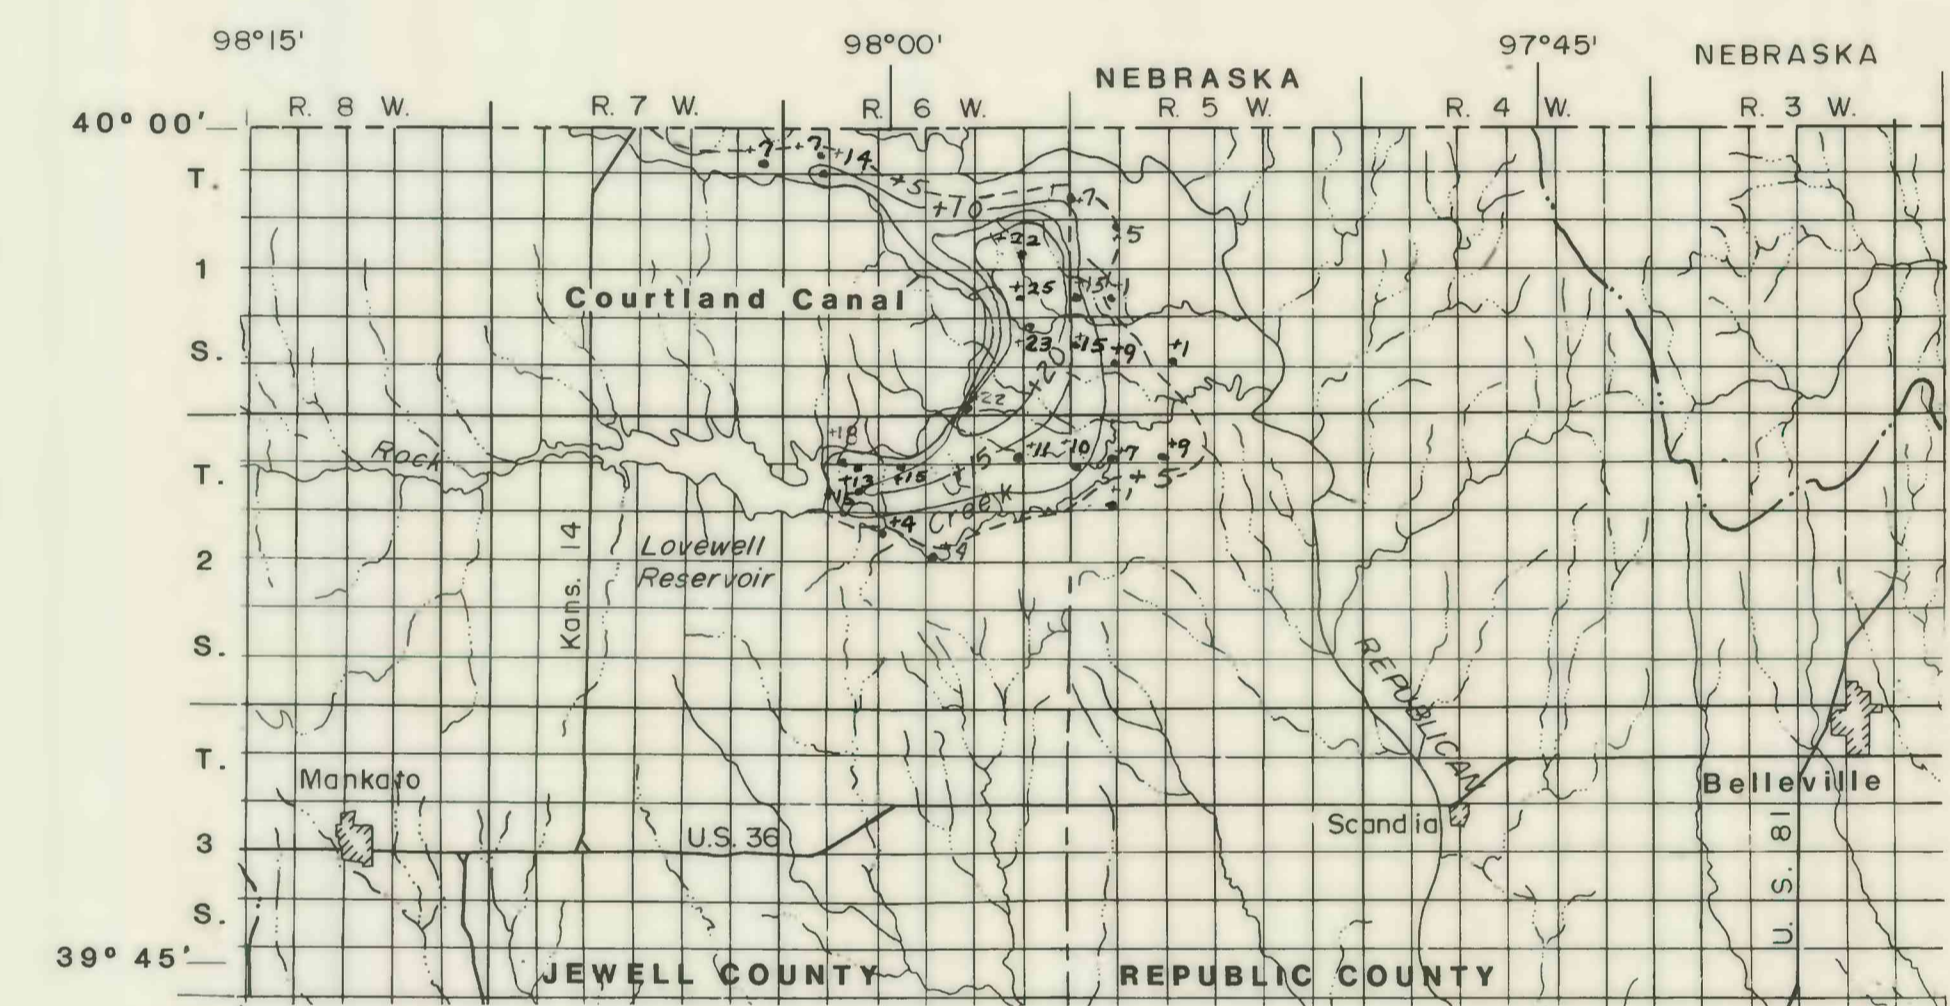 98°15'
98°00'
97°45'
NEBRASKA
NEBRASKA
R. 8 W.
R. 7 W.
R. 6 W.
R. 5 W.
R. 4 W.
R. 3 W.
40° 00'
+7
+7
+14
+5
+10
+7
5
T.
1
S.
+22
+25
+15
+1
Courtland Canal
+23
+20
+15
+9
+1
+22
+18
Rock
+11
+10
+7
+9
+13
+15
+15
+5
Creek
+4
+4
+1
T.
2
S.
Kans. 14
Lovewell
Reservoir
REPUBLICAN
T.
3
S.
Mankato
U.S. 36
Scandia
Belleville
U. S. 81
39° 45'
JEWELL COUNTY
REPUBLIC COUNTY